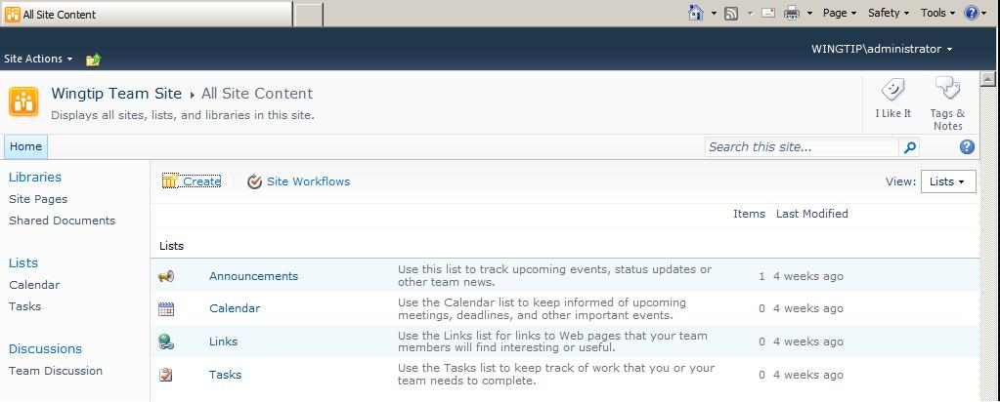 All Site Content
Page Safety Tools
WINGTIP\administrator
Site Actions
Wingtip Team Site All Site Content
Displays all sites, lists, and libraries in this site.
I Like It
Tags &
Notes
Home
Search this site...
Libraries
Site Pages
Shared Documents
Lists
Calendar
Tasks
Discussions
Team Discussion
Create Site Workflows
View: Lists
Items Last Modified
Lists
Announcements Use this list to track upcoming events, status updates or 1 4 weeks ago
other team news.
Calendar Use the Calendar list to keep informed of upcoming 0 4 weeks ago
meetings, deadlines, and other important events.
Links Use the Links list for links to Web pages that your team 0 4 weeks ago
members will find interesting or useful.
Tasks Use the Tasks list to keep track of work that you or your 0 4 weeks ago
team needs to complete.